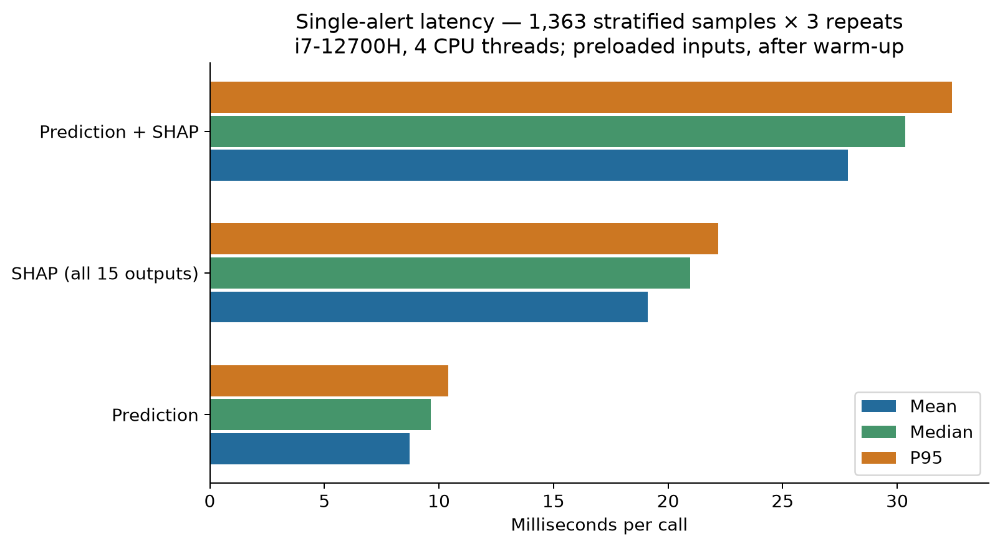 Single-alert latency — 1,363 stratified samples × 3 repeats
i7-12700H, 4 CPU threads; preloaded inputs, after warm-up
Prediction + SHAP
SHAP (all 15 outputs)
Prediction
Mean
Median
P95
0 5 10 15 20 25 30
Milliseconds per call